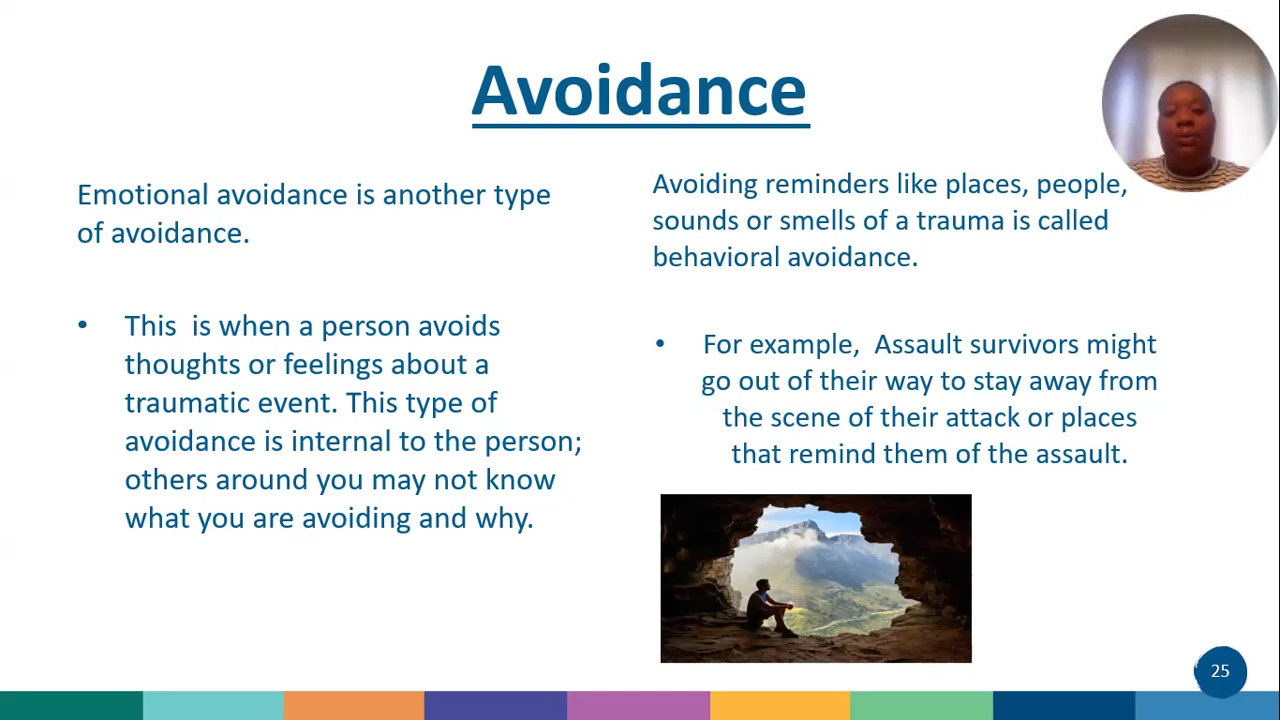 Avoidance
Emotional avoidance is another type
of avoidance.
• This  is when a person avoids
thoughts or feelings about a
traumatic event. This type of
avoidance is internal to the person;
others around you may not know
what you are avoiding and why.
Avoiding reminders like places, people,
sounds or smells of a trauma is called
behavioral avoidance.
• For example,  Assault survivors might
go out of their way to stay away from
the scene of their attack or places
that remind them of the assault.
25